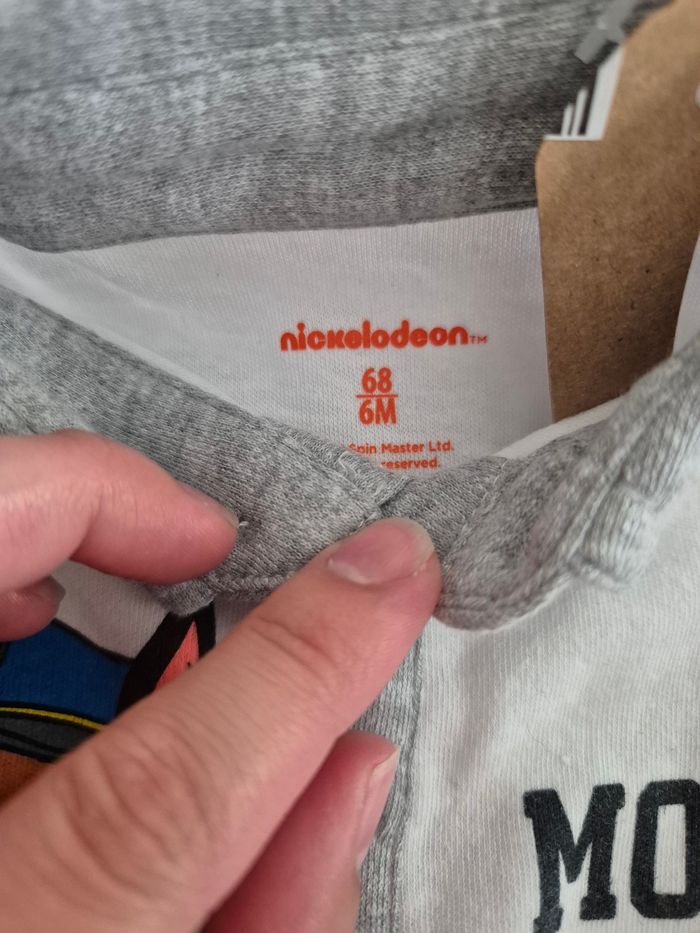 nickelodeon™
68
6M
Spin Master Ltd.
reserved.
MO